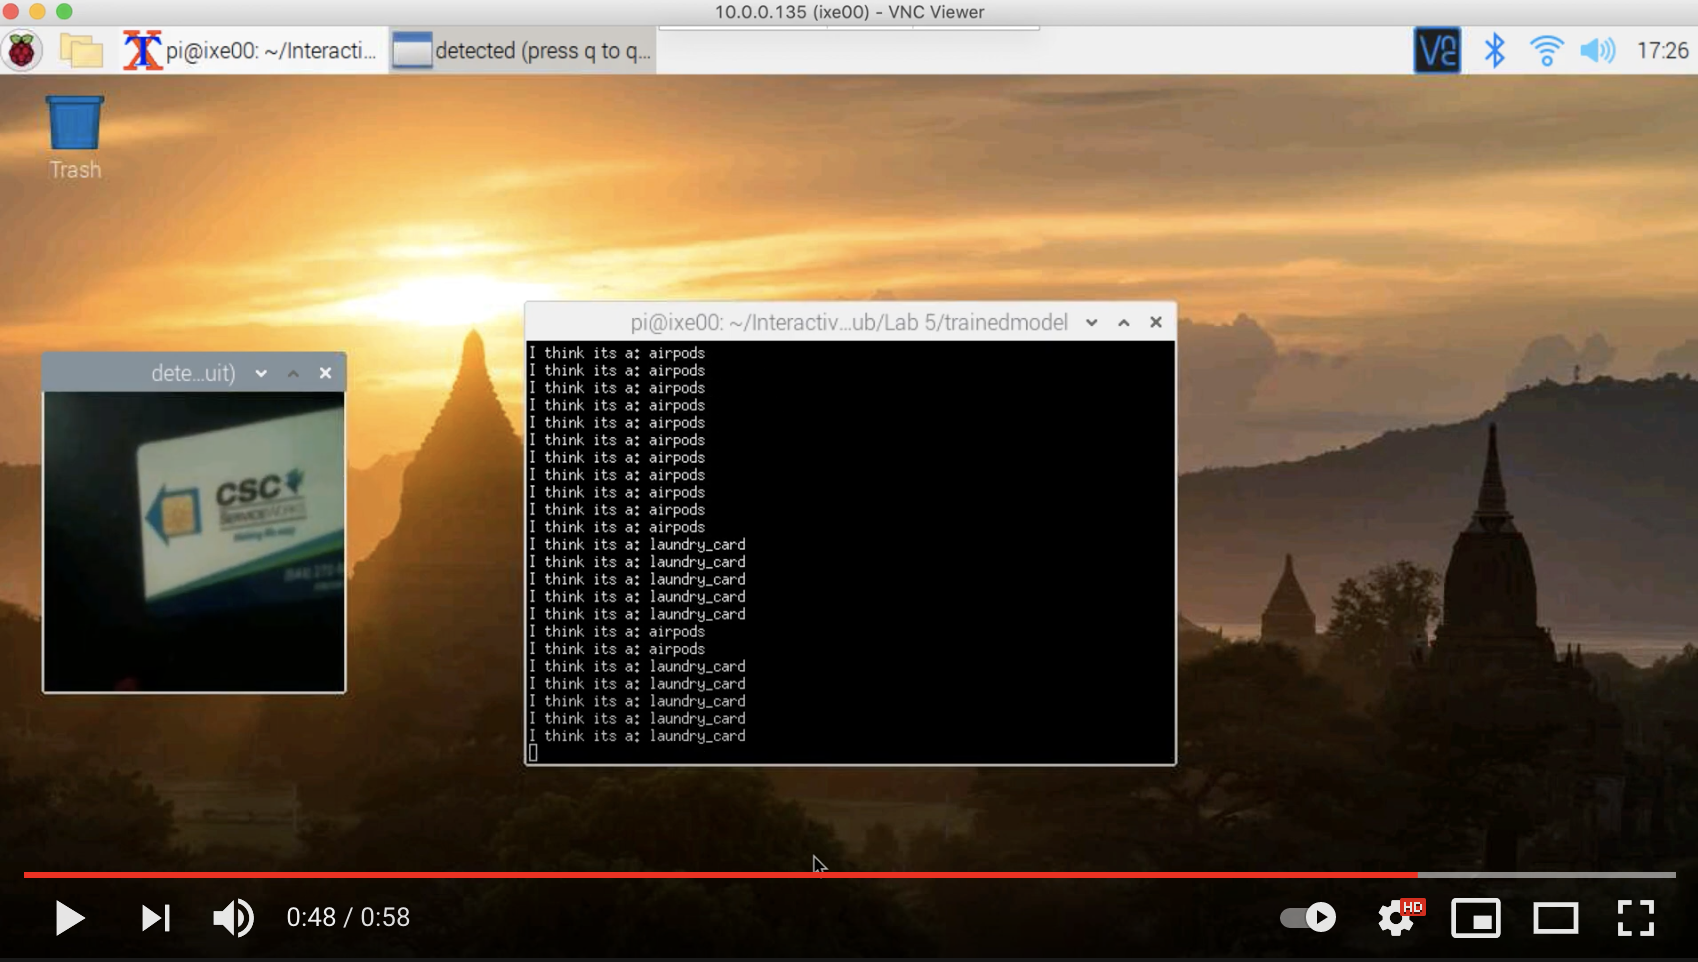 10.0.0.135 (ixe00) - VNC Viewer
pi@ixe00: ~/Interacti...
detected (press q to q...
17:26
Trash
pi@ixe00: ~/Interactiv...ub/Lab 5/trainedmodel
I think its a: airpods
I think its a: airpods
I think its a: airpods
I think its a: airpods
I think its a: airpods
I think its a: airpods
I think its a: airpods
I think its a: airpods
I think its a: airpods
I think its a: airpods
I think its a: airpods
I think its a: laundry_card
I think its a: laundry_card
I think its a: laundry_card
I think its a: laundry_card
I think its a: laundry_card
I think its a: airpods
I think its a: airpods
I think its a: laundry_card
I think its a: laundry_card
I think its a: laundry_card
I think its a: laundry_card
I think its a: laundry_card
dete...uit)
CSC
ServiceWorks
0:48 / 0:58
HD